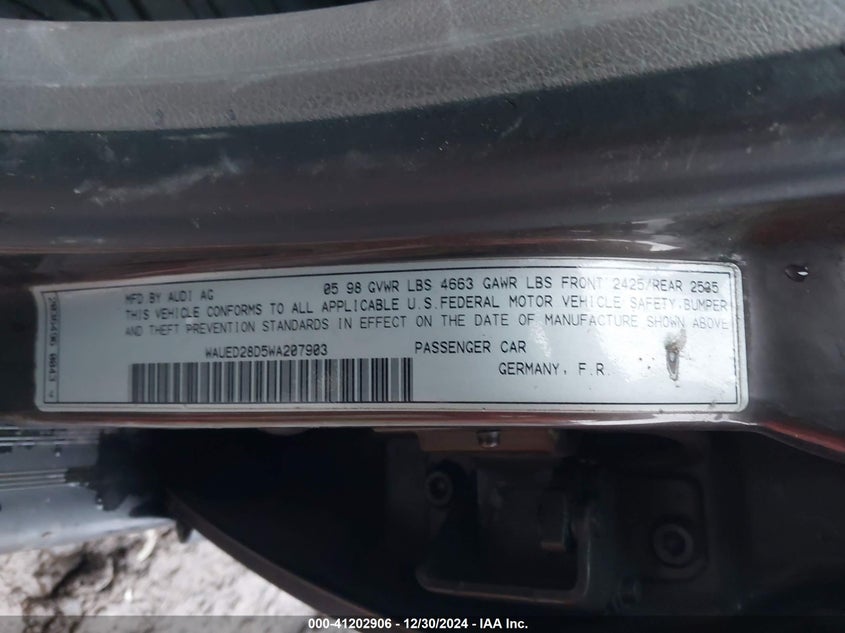 MFD BY AUDI AG 05 98 GVWR LBS 4663 GAWR LBS FRONT 2425/REAR
THIS VEHICLE CONFORMS TO ALL APPLICABLE U.S.FEDERAL MOTOR VEHICLE SAFETY,BUMPER
AND THEFT PREVENTION STANDARDS IN EFFECT ON THE DATE OF MANUFACTURE SHOWN ABOVE
WAUED28D5WA207903 PASSENGER CAR
GERMANY, F.R.
000-41202906 - 12/30/2024 - IAA Inc.